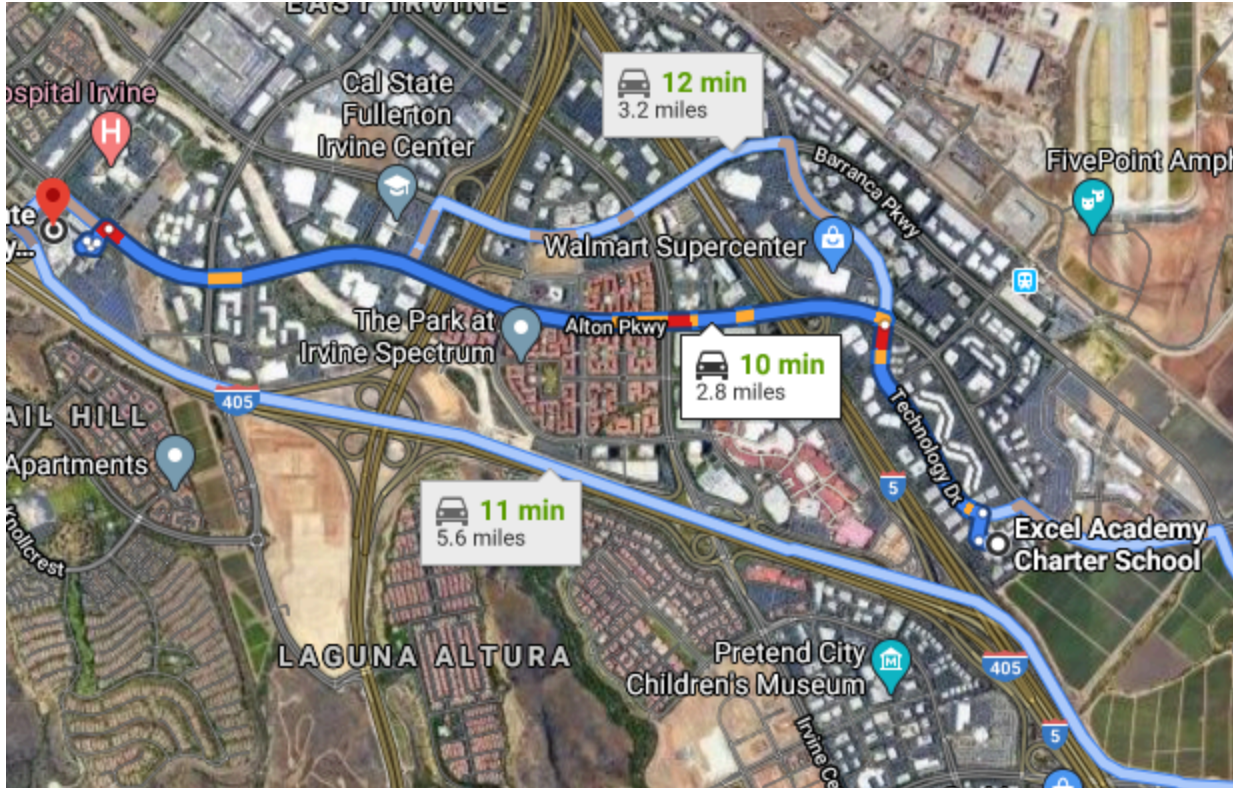 EAST IRVINE
12 min
3.2 miles
Cal State
Fullerton
Irvine Center
ospital Irvine
H
Barranca Pkwy
FivePoint Amph
Walmart Supercenter
The Park at
Irvine Spectrum
Alton Pkwy
10 min
2.8 miles
405
AIL HILL
Apartments
Technology Dr
5
11 min
5.6 miles
Excel Academy
Charter School
Knollcrest
LAGUNA ALTURA
Pretend City
Children's Museum
M
405
Irvine Ce
5